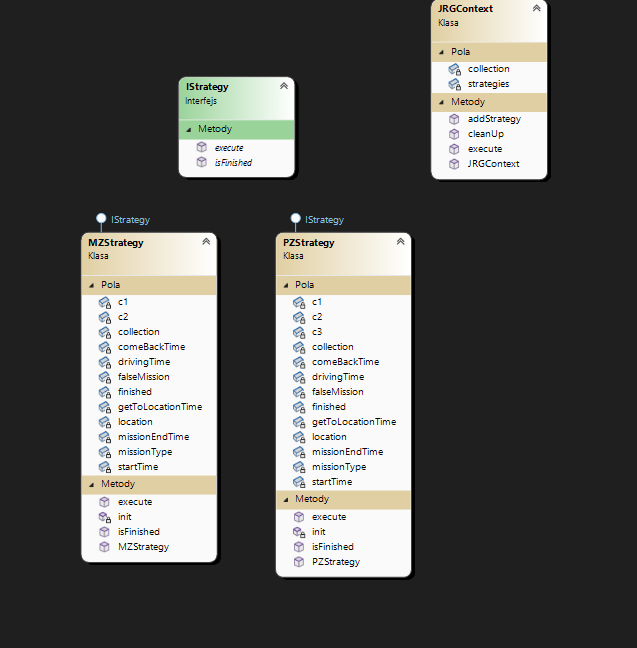 JRGContext
Klasa
Pola
collection
strategies
Metody
addStrategy
cleanUp
execute
JRGContext
IStrategy
Interfejs
Metody
execute
isFinished
IStrategy
MZStrategy
Klasa
Pola
c1
c2
collection
comeBackTime
drivingTime
falseMission
finished
getToLocationTime
location
missionEndTime
missionType
startTime
Metody
execute
init
isFinished
MZStrategy
IStrategy
PZStrategy
Klasa
Pola
c1
c2
c3
collection
comeBackTime
drivingTime
falseMission
finished
getToLocationTime
location
missionEndTime
missionType
startTime
Metody
execute
init
isFinished
PZStrategy